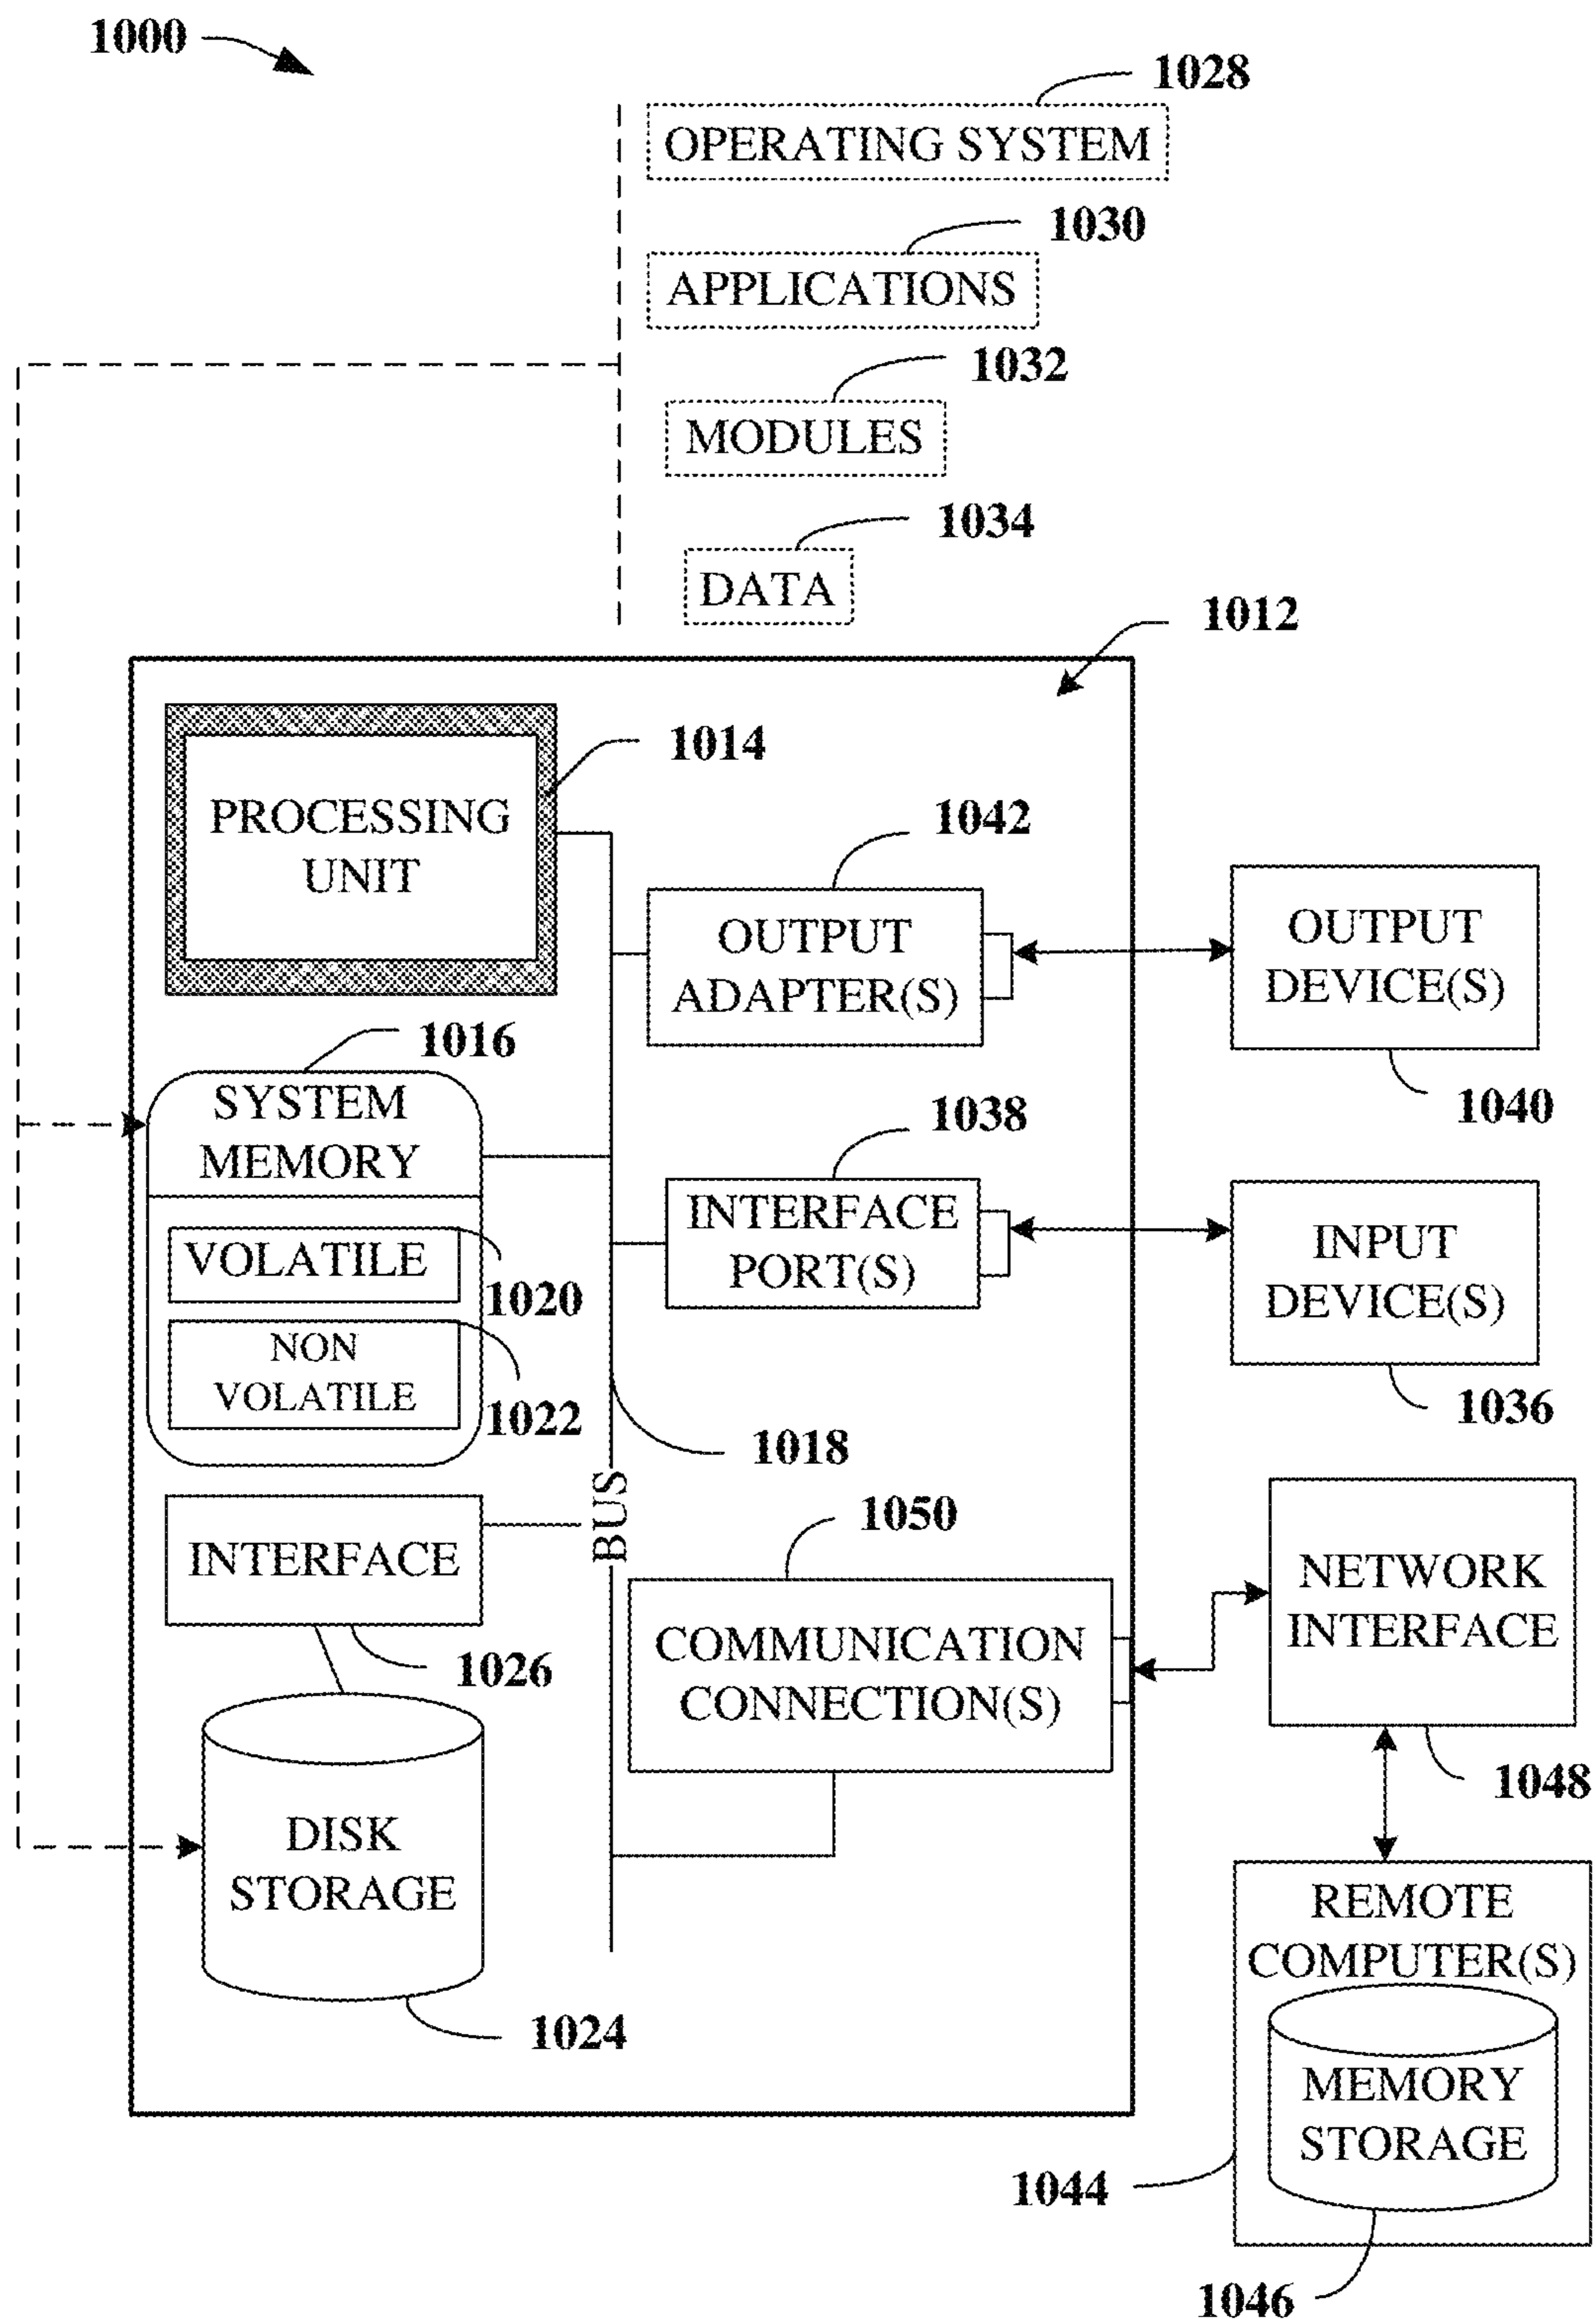 1000
1028
OPERATING SYSTEM
1030
APPLICATIONS
1032
MODULES
1034
DATA
1012
1014
PROCESSING
UNIT
1042
OUTPUT
ADAPTER(S)
OUTPUT
DEVICE(S)
1040
1016
SYSTEM
MEMORY
1038
INTERFACE
PORT(S)
INPUT
DEVICE(S)
1036
VOLATILE
1020
NON
VOLATILE
1022
1018
BUS
INTERFACE
1026
1050
COMMUNICATION
CONNECTION(S)
NETWORK
INTERFACE
1048
DISK
STORAGE
1024
REMOTE
COMPUTER(S)
MEMORY
STORAGE
1044
1046